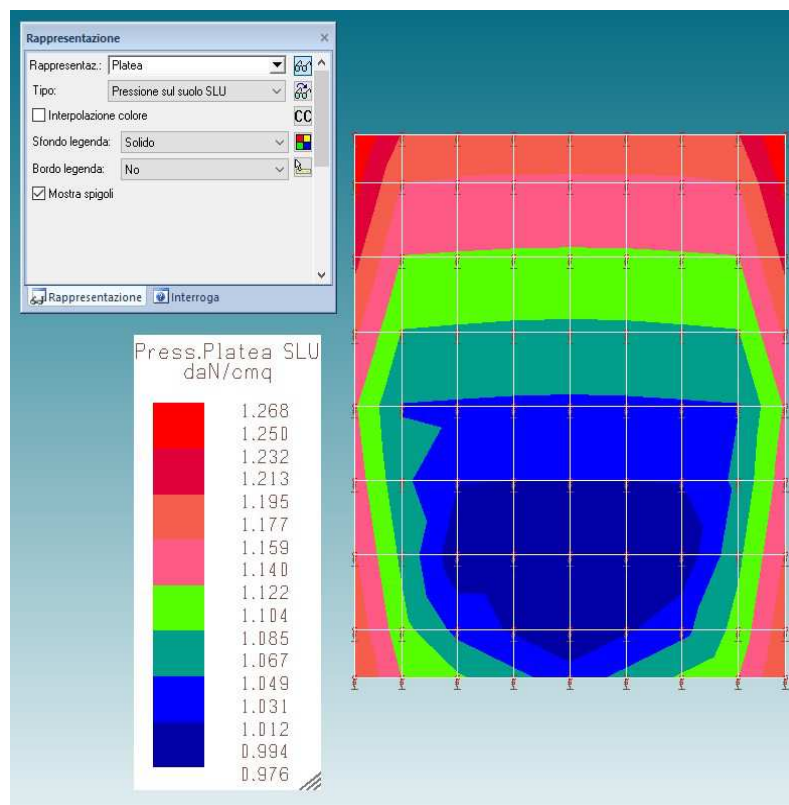 Rappresentazione
Rappresentaz.: Platea
Tipo: Pressione sul suolo SLU
Interpolazione colore
CC
Sfondo legenda: Solido
Bordo legenda: No
Mostra spigoli
Rappresentazione Interroga
Press.Platea SLU
daN/cmq
1.268
1.250
1.232
1.213
1.195
1.177
1.159
1.140
1.122
1.104
1.085
1.067
1.049
1.031
1.012
0.994
0.976